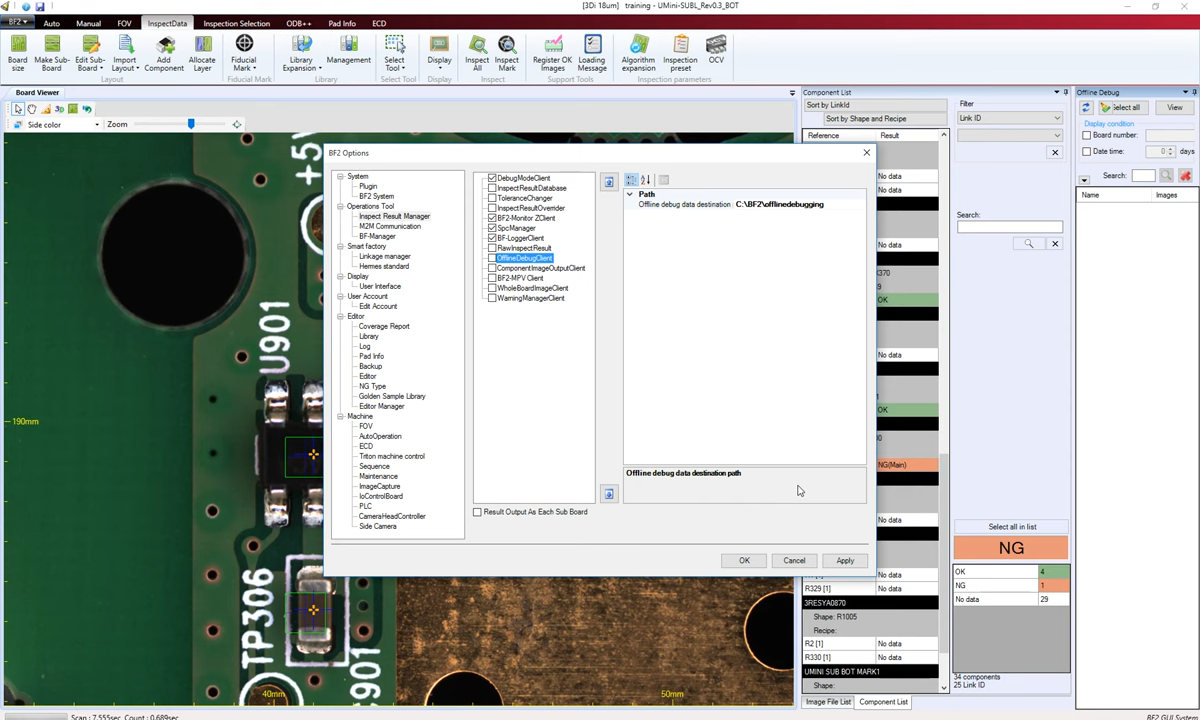 [3Di 18um] training - UMini-SUBL_Rev0.3_BOT
BF2 Auto Manual FOV InspectData Inspection Selection ODB++ Pad Info ECD
Board size
Make Sub-Board
Edit Sub-Board
Import Layout
Add Component
Allocate Layer
Fiducial Mark
Library Expansion
Management
Select Tool
Display
Inspect All
Inspect Mark
Register OK Images
Loading Message
Algorithm expansion
Inspection preset
OCV
Layout Fiducial Mark Library Select Tool Display Inspect Support Tools Inspection parameters
Board Viewer
3D
Side color Zoom
+5V
U901
TP306
190mm
40mm
50mm
BF2 Options
System
Plugin
BF2 System
Operations Tool
Inspect Result Manager
M2M Communication
BF-Manager
Smart factory
Linkage manager
Hermes standard
Display
User Interface
User Account
Edit Account
Editor
Coverage Report
Library
Log
Pad Info
Backup
Editor
NG Type
Golden Sample Library
Editor Manager
Machine
FOV
AutoOperation
ECD
Triton machine control
Sequence
Maintenance
ImageCapture
IoControlBoard
PLC
CameraHeadController
Side Camera
DebugModeClient
InspectResultDatabase
ToleranceChanger
InspectResultOverrider
BF2-Monitor ZClient
SpcManager
BF-LoggerClient
RawInspectResult
OfflineDebugClient
ComponentImageOutputClient
BF2-MPV Client
WholeBoardImageClient
WarningManagerClient
Result Output As Each Sub Board
Path
Offline debug data destination : C:\BF2\offlinedebugging
Offline debug data destination path
OK Cancel Apply
Component List
Sort by LinkId
Sort by Shape and Recipe
Reference Result
No data
No data
No data
OK
No data
OK
NG(Main)
No data
No data
R329 [1] No data
3RESYA0870
Shape: R1005
Recipe:
R2 [1] No data
R330 [1] No data
UMINI SUB BOT MARK1
Shape:
Image File List Component List
Filter
Link ID
Search:
Select all in list
NG
OK 4
NG 1
No data 29
34 components
25 Link ID
Offline Debug
Select all View
Display condition
Board number:
Date time: 0 days
Search:
Name Images
Scan : 7.555sec, Count : 0.689sec
BF2 GUI System